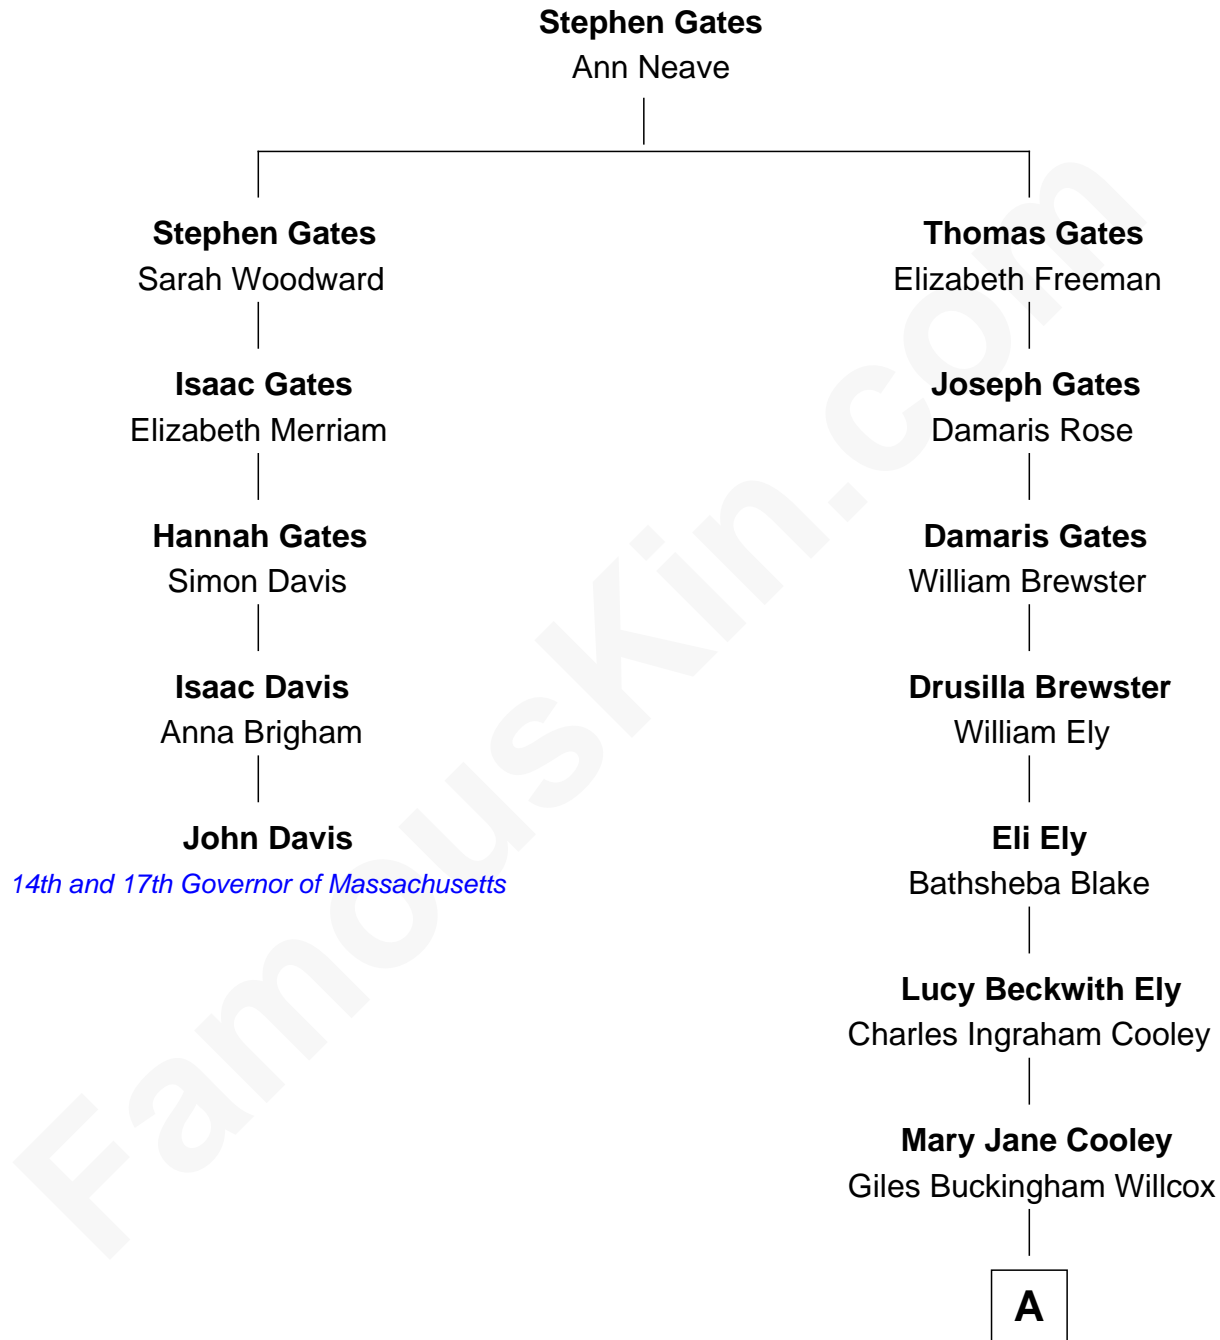 Stephen Gates
Ann Neave
Stephen Gates
Sarah Woodward
Isaac Gates
Elizabeth Merriam
Hannah Gates
Simon Davis
Isaac Davis
Anna Brigham
John Davis
14th and 17th Governor of Massachusetts
Thomas Gates
Elizabeth Freeman
Joseph Gates
Damaris Rose
Damaris Gates
William Brewster
Drusilla Brewster
William Ely
Eli Ely
Bathsheba Blake
Lucy Beckwith Ely
Charles Ingraham Cooley
Mary Jane Cooley
Giles Buckingham Willcox
A
FamousKin.com